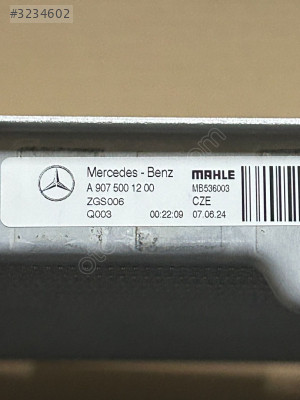 #3234602
Mercedes - Benz
A 907 500 12 00
ZGS006
Q003
00:22:09
MAHLE
MB536003
CZE
07.06.24